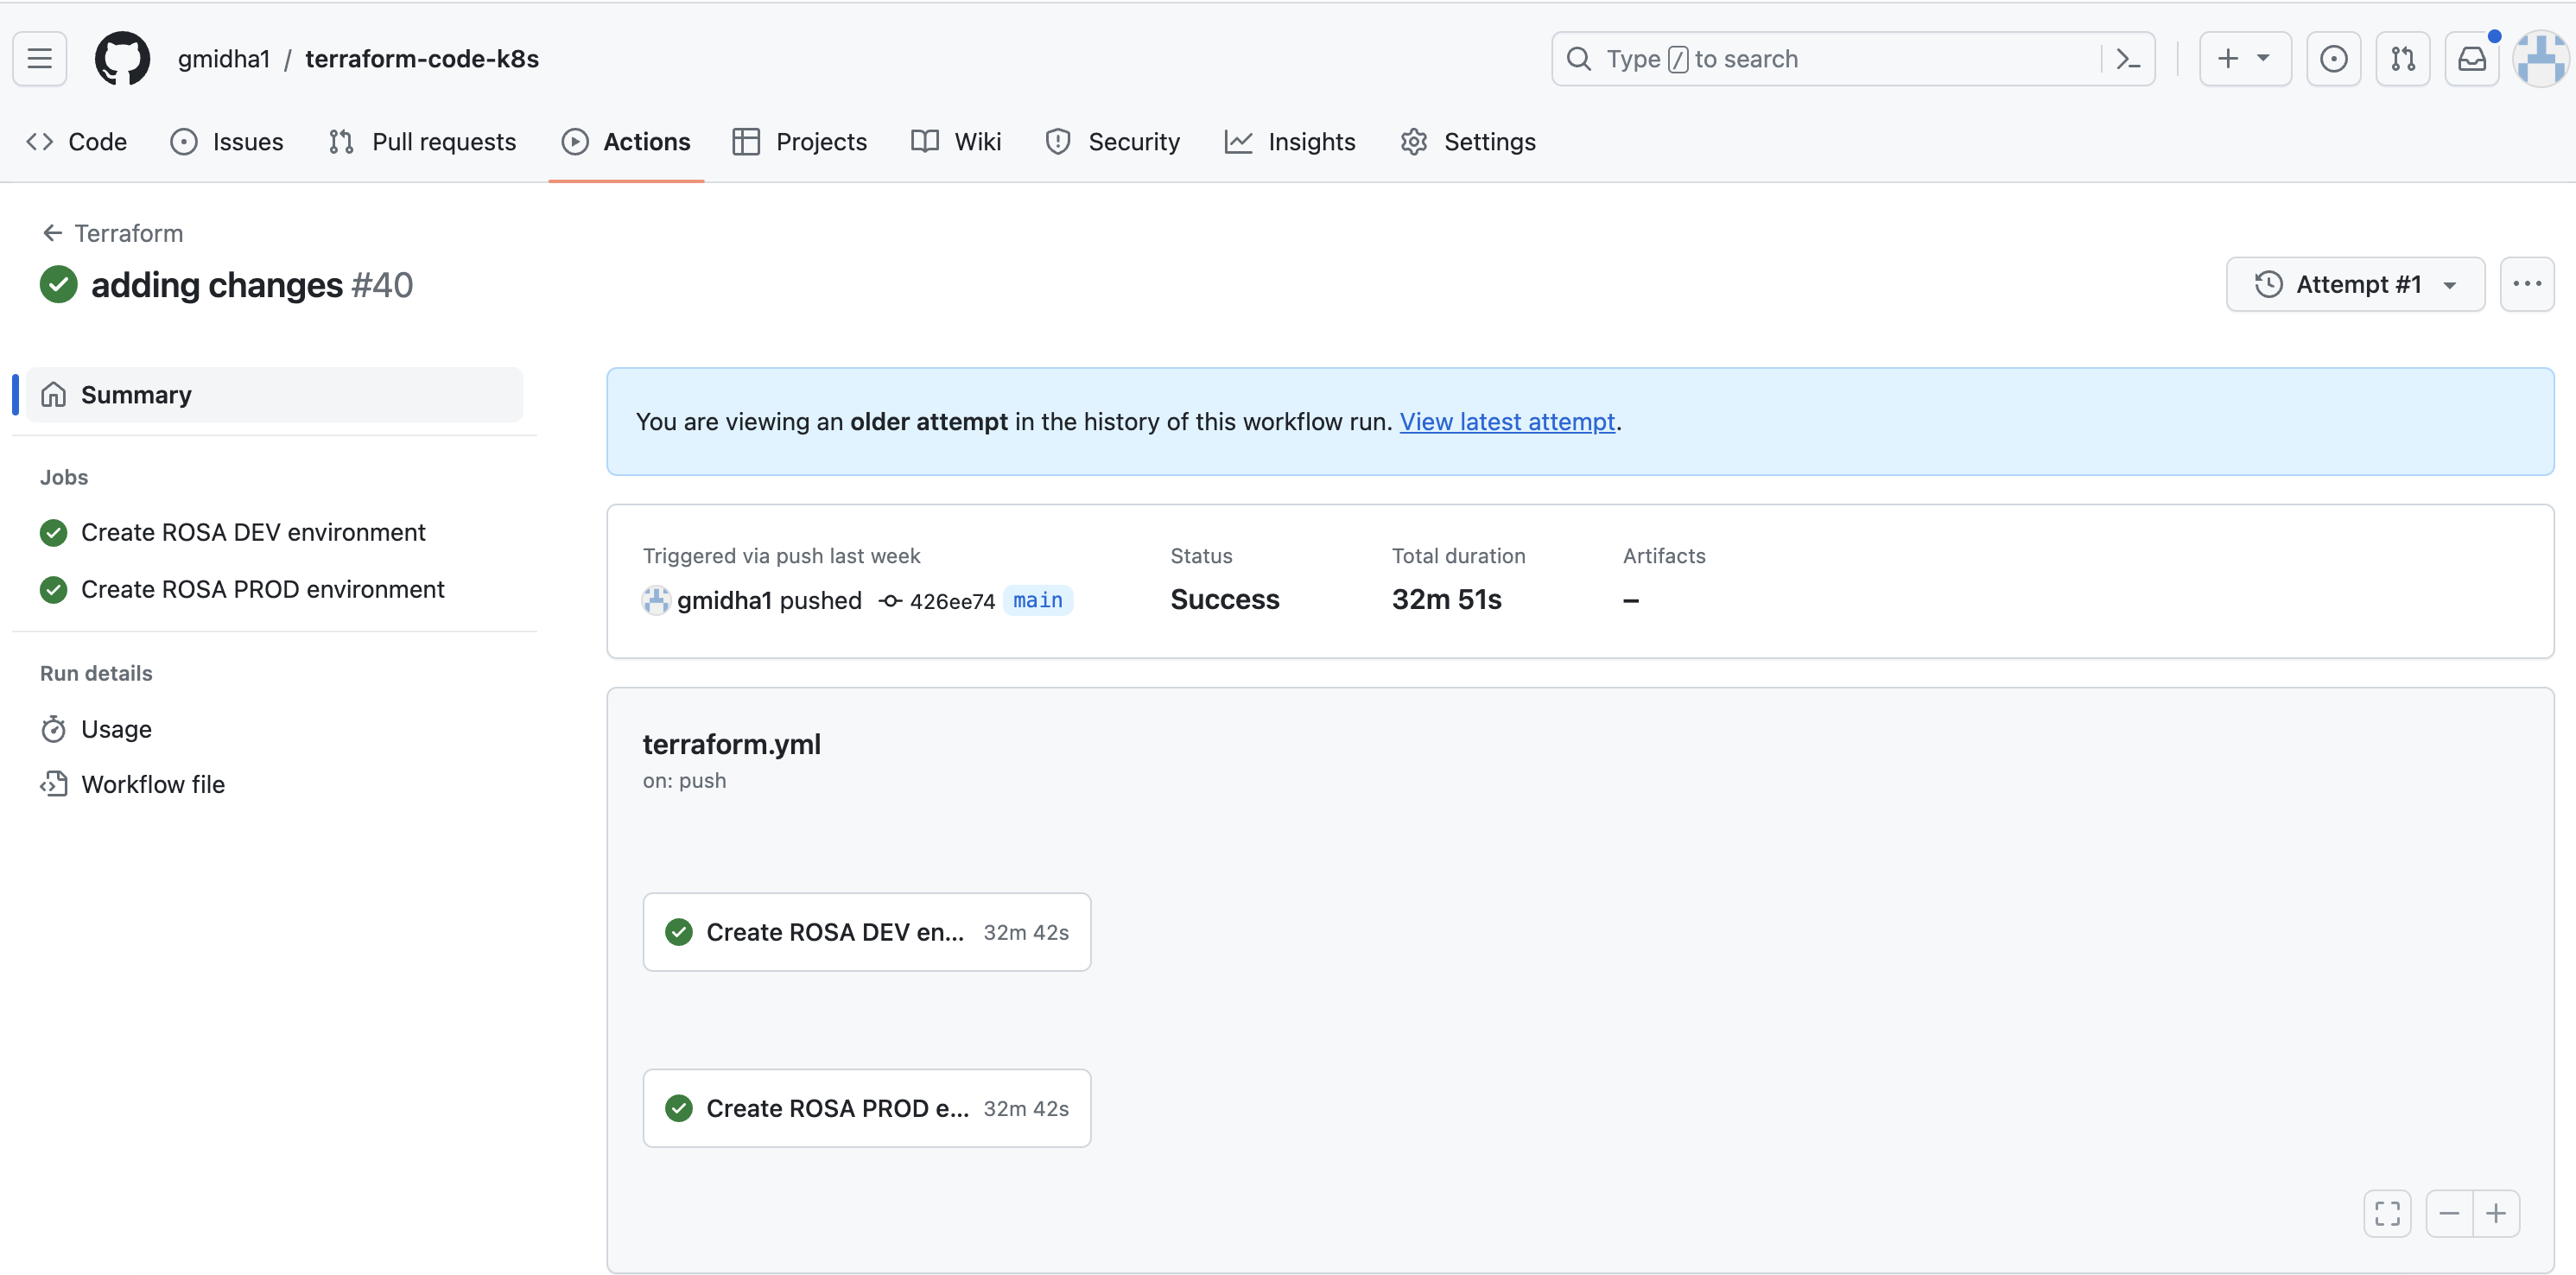 gmidha1 / terraform-code-k8s
Type / to search
Code Issues Pull requests Actions Projects Wiki Security Insights Settings
Terraform
adding changes #40
Attempt #1
Summary
You are viewing an older attempt in the history of this workflow run. View latest attempt.
Jobs
Create ROSA DEV environment
Create ROSA PROD environment
Run details
Usage
Workflow file
Triggered via push last week
gmidha1 pushed 426ee74 main
Status
Success
Total duration
32m 51s
Artifacts
–
terraform.yml
on: push
Create ROSA DEV en... 32m 42s
Create ROSA PROD e... 32m 42s